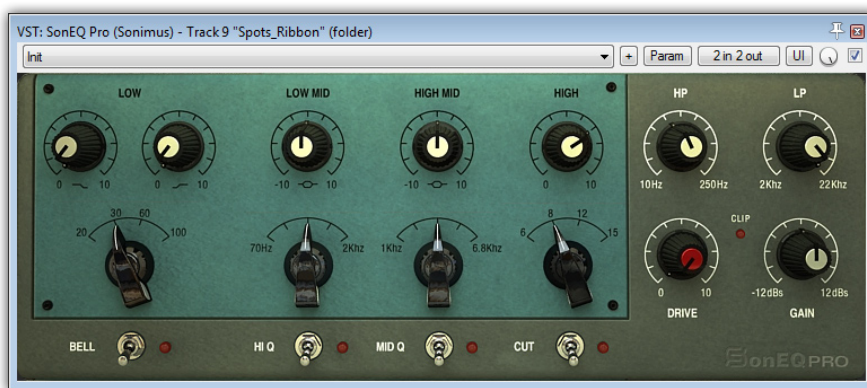 VST: SonEQ Pro (Sonimus) - Track 9 "Spots_Ribbon" (folder)
Init + Param 2 in 2 out UI
LOW LOW MID HIGH MID HIGH HP LP
0 10 0 10 -10 10 -10 10 0 10 10Hz 250Hz 2Khz 22Khz
20 30 60 100 70Hz 2Khz 1Khz 6.8Khz 6 8 12 15
CLIP
0 10 -12dBs 12dBs
DRIVE GAIN
BELL HI Q MID Q CUT
SonEQPRO